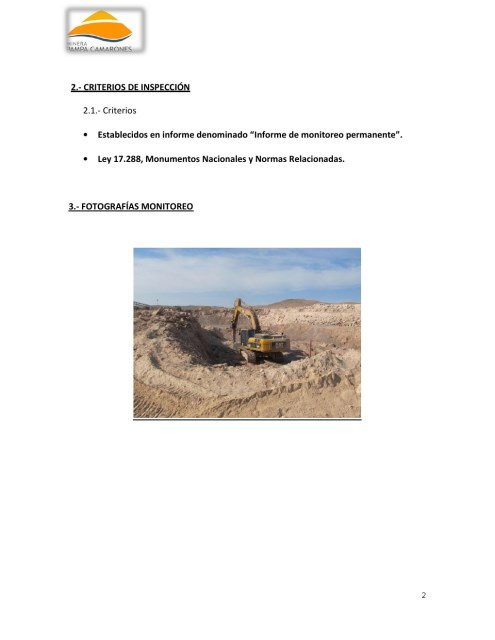 MINERA
PAMPA CAMARONES
2.- CRITERIOS DE INSPECCIÓN
2.1.- Criterios
• Establecidos en informe denominado “Informe de monitoreo permanente”.
• Ley 17.288, Monumentos Nacionales y Normas Relacionadas.
3.- FOTOGRAFÍAS MONITOREO
2